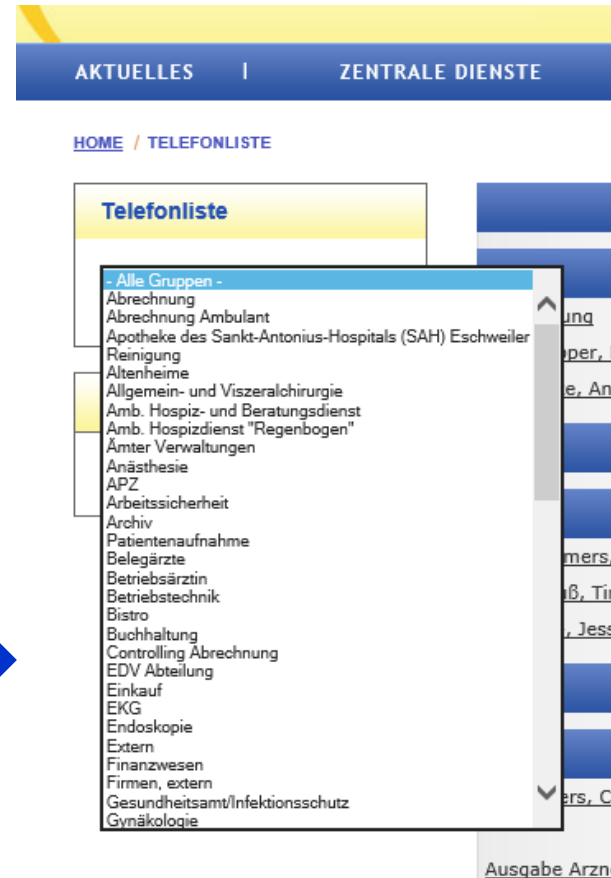 AKTUELLES | ZENTRALE DIENSTE
HOME / TELEFONLISTE
Telefonliste
- Alle Gruppen -
Abrechnung
Abrechnung Ambulant
Apotheke des Sankt-Antonius-Hospitals (SAH) Eschweiler
Reinigung
Altenheime
Allgemein- und Viszeralchirurgie
Amb. Hospiz- und Beratungsdienst
Amb. Hospizdienst "Regenbogen"
Ämter Verwaltungen
Anästhesie
APZ
Arbeitssicherheit
Archiv
Patientenaufnahme
Belegärzte
Betriebsärztin
Betriebstechnik
Bistro
Buchhaltung
Controlling Abrechnung
EDV Abteilung
Einkauf
EKG
Endoskopie
Extern
Finanzwesen
Firmen, extern
Gesundheitsamt/Infektionsschutz
Gynäkologie
Ausgabe